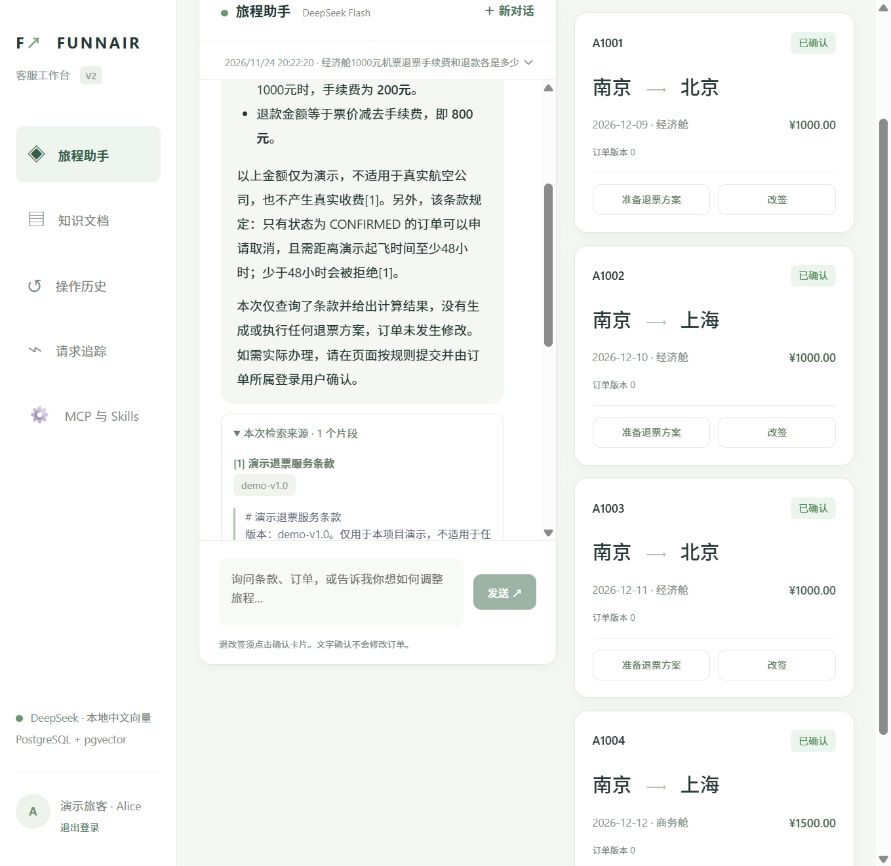 F↗ FUNNAIR
客服工作台 v2
旅程助手
知识文档
操作历史
请求追踪
MCP 与 Skills
DeepSeek · 本地中文向量
PostgreSQL + pgvector
A
演示旅客 · Alice
退出登录
旅程助手 DeepSeek Flash + 新对话
2026/11/24 20:22:20 · 经济舱1000元机票退票手续费和退款各是多少
1000元时，手续费为 200元。
• 退款金额等于票价减去手续费，即 800
元。
以上金额仅为演示，不适用于真实航空公
司，也不产生真实收费[1]。另外，该条款规
定：只有状态为 CONFIRMED 的订单可以申
请取消，且需距离演示起飞时间至少48小
时；少于48小时会被拒绝[1]。
本次仅查询了条款并给出计算结果，没有生
成或执行任何退票方案，订单未发生修改。
如需实际办理，请在页面按规则提交并由订
单所属登录用户确认。
▼ 本次检索来源 · 1 个片段
[1] 演示退票服务条款
demo-v1.0
# 演示退票服务条款
版本：demo-v1.0。仅用于本项目演示，不适用于任
询问条款、订单，或告诉我你想如何调整
旅程...
发送 ↗
退改签须点击确认卡片。文字确认不会修改订单。
A1001 已确认
南京 → 北京
2026-12-09 · 经济舱 ¥1000.00
订单版本 0
准备退票方案 改签
A1002 已确认
南京 → 上海
2026-12-10 · 经济舱 ¥1000.00
订单版本 0
准备退票方案 改签
A1003 已确认
南京 → 北京
2026-12-11 · 经济舱 ¥1000.00
订单版本 0
准备退票方案 改签
A1004 已确认
南京 → 上海
2026-12-12 · 商务舱 ¥1500.00
订单版本 0